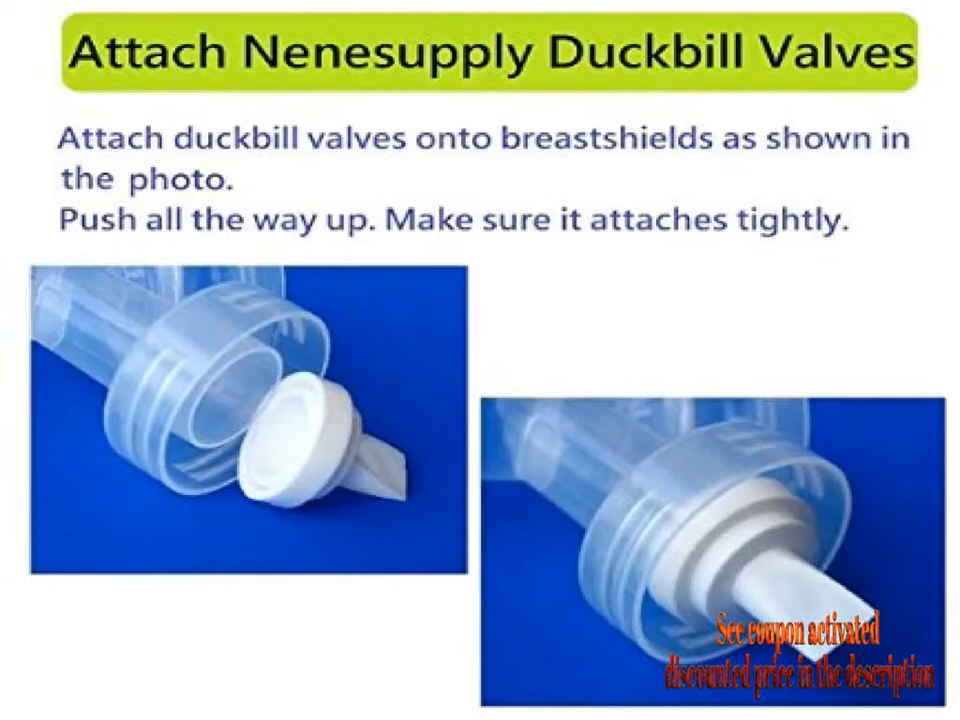 Attach Nenesupply Duckbill Valves
Attach duckbill valves onto breastshields as shown in
the photo.
Push all the way up. Make sure it attaches tightly.
See coupon activated
discounted price in the description